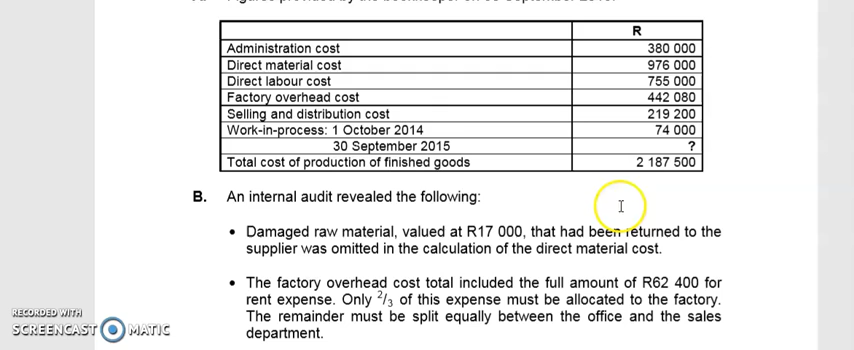 R
Administration cost 380 000
Direct material cost 976 000
Direct labour cost 755 000
Factory overhead cost 442 080
Selling and distribution cost 219 200
Work-in-process: 1 October 2014 74 000
30 September 2015 ?
Total cost of production of finished goods 2 187 500
B. An internal audit revealed the following:
• Damaged raw material, valued at R17 000, that had been returned to the
supplier was omitted in the calculation of the direct material cost.
• The factory overhead cost total included the full amount of R62 400 for
rent expense. Only 2/3 of this expense must be allocated to the factory.
The remainder must be split equally between the office and the sales
department.
RECORDED WITH
SCREENCAST O MATIC